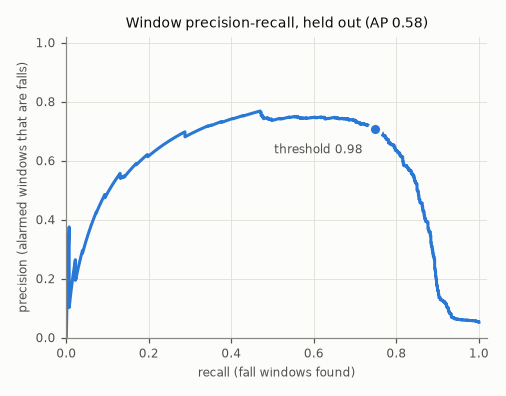 Window precision-recall, held out (AP 0.58)
precision (alarmed windows that are falls)
1.0
0.8
0.6
0.4
0.2
0.0
threshold 0.98
0.0 0.2 0.4 0.6 0.8 1.0
recall (fall windows found)